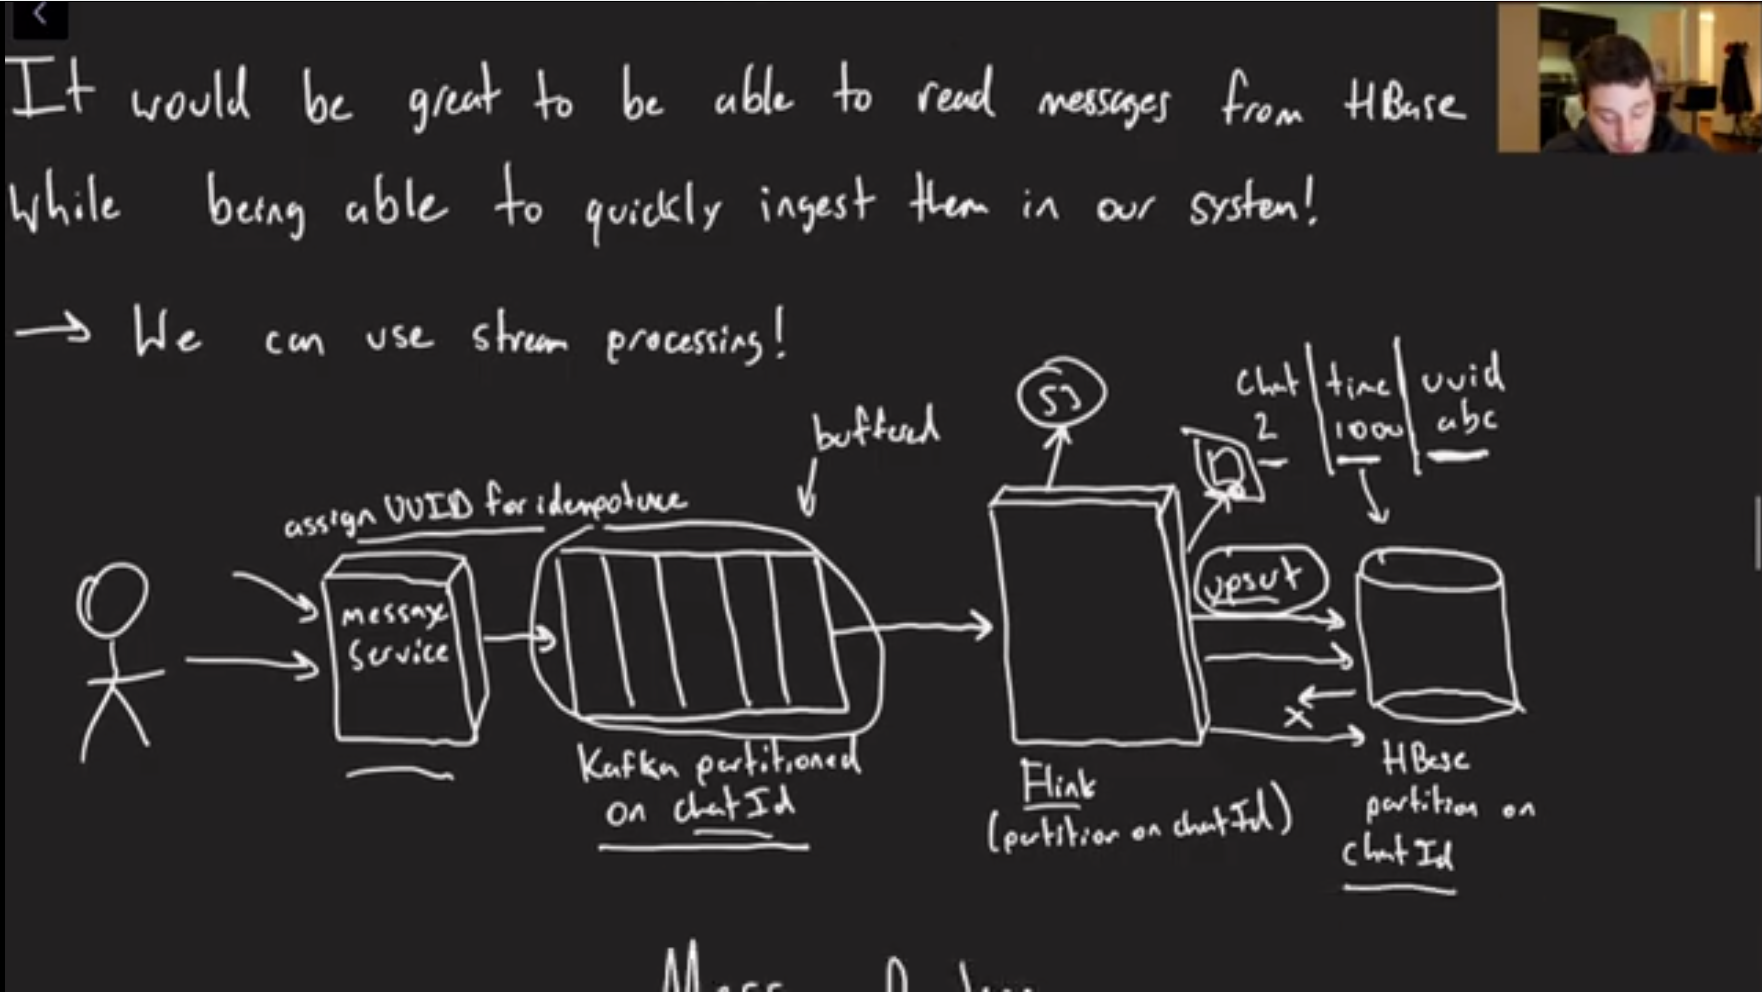 It would be great to be able to read messages from HBase
While being able to quickly ingest them in our system!
→ We can use stream processing!
S3
chat | time | uuid
2 | 1000 | abc
buffered
assign UUID for idempotence
upsert
message
service
x
Kafka partitioned
on chatId
Flink
(partition on chatId)
HBase
partition on
chatId